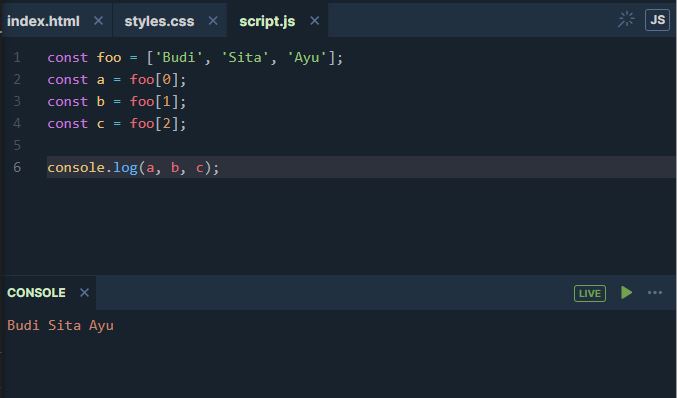 index.html × styles.css × script.js × JS
1 const foo = ['Budi', 'Sita', 'Ayu'];
2 const a = foo[0];
3 const b = foo[1];
4 const c = foo[2];
5
6 console.log(a, b, c);
CONSOLE × LIVE
Budi Sita Ayu